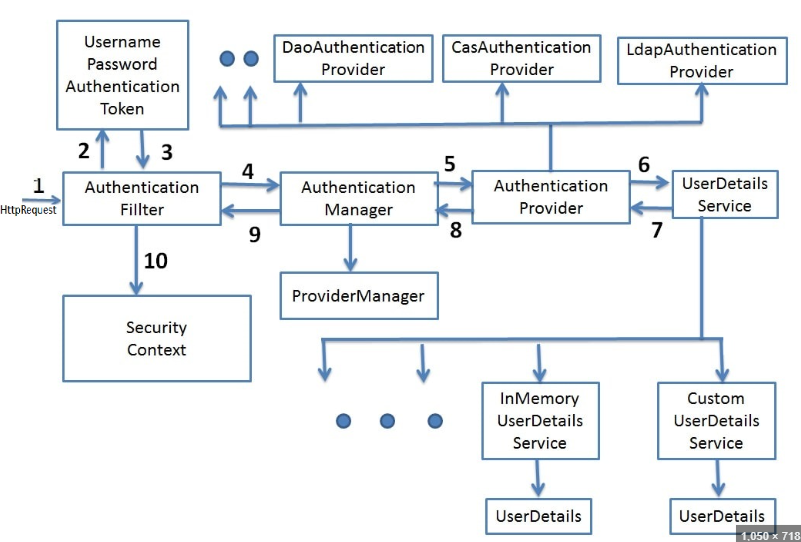 Username
Password
Authentication
Token
DaoAuthentication
Provider
CasAuthentication
Provider
LdapAuthentication
Provider
2
3
1
HttpRequest
Authentication
Fillter
4
9
Authentication
Manager
5
8
Authentication
Provider
6
7
UserDetails
Service
10
Security
Context
ProviderManager
InMemory
UserDetails
Service
Custom
UserDetails
Service
UserDetails
UserDetails
1,050 × 718